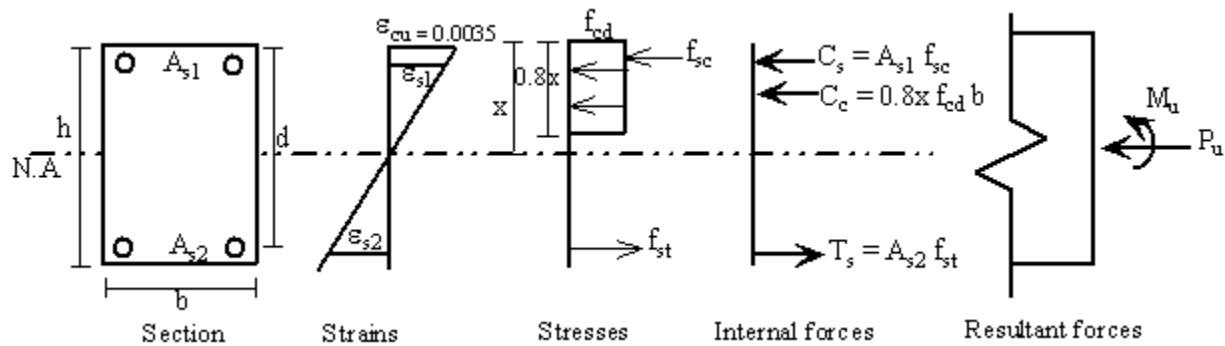 h
A_s1
A_s2
d
b
N.A
Section
ε_cu = 0.0035
ε_s1
ε_s2
Strains
f_cd
f_sc
0.8x
x
f_st
Stresses
C_s = A_s1 f_sc
C_c = 0.8x f_cd b
T_s = A_s2 f_st
Internal forces
M_u
P_u
Resultant forces